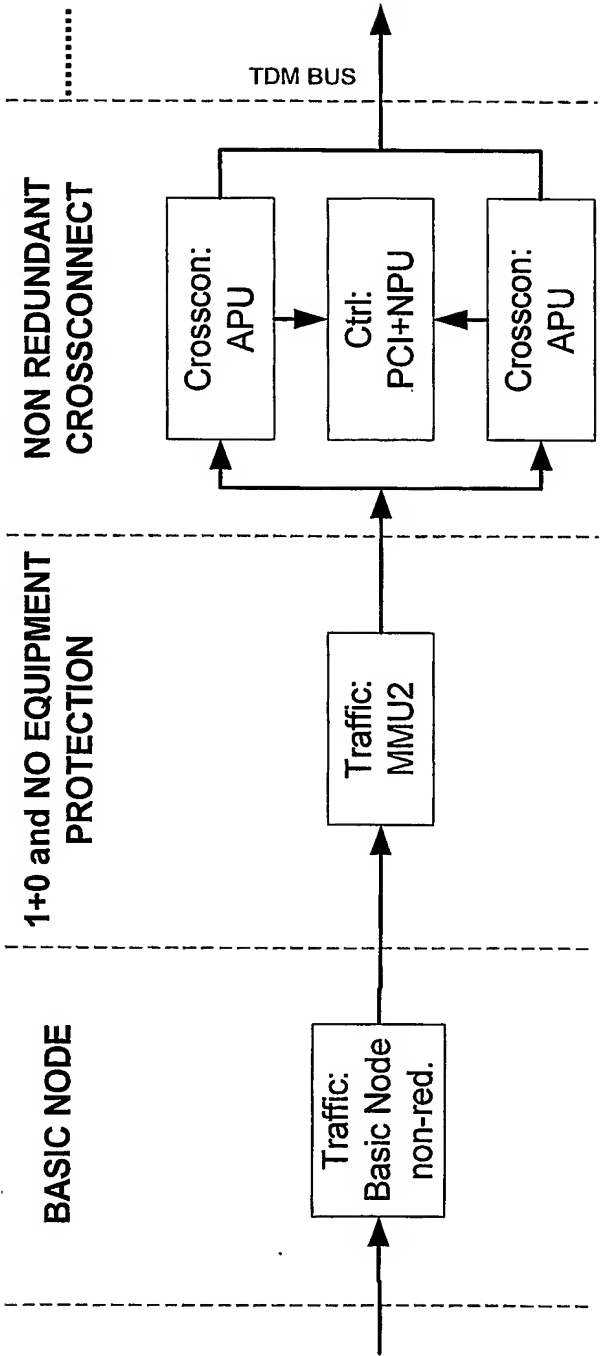 BASIC NODE
1+0 and NO EQUIPMENT
PROTECTION
NON REDUNDANT
CROSSCONNECT
Traffic:
Basic Node
non-red.
Traffic:
MMU2
Crosscon:
APU
Ctrl:
PCI+NPU
Crosscon:
APU
TDM BUS